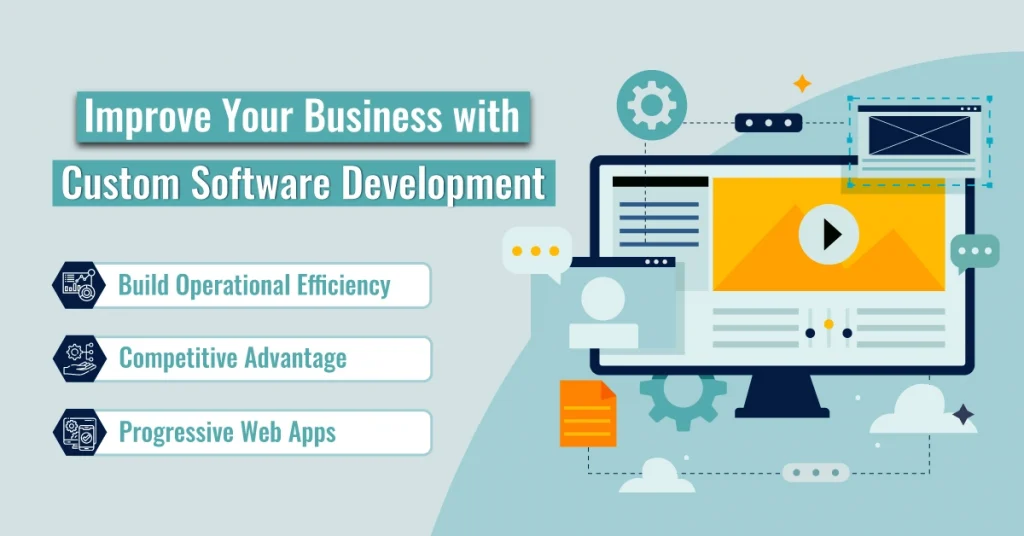 Improve Your Business with
Custom Software Development
Build Operational Efficiency
Competitive Advantage
Progressive Web Apps